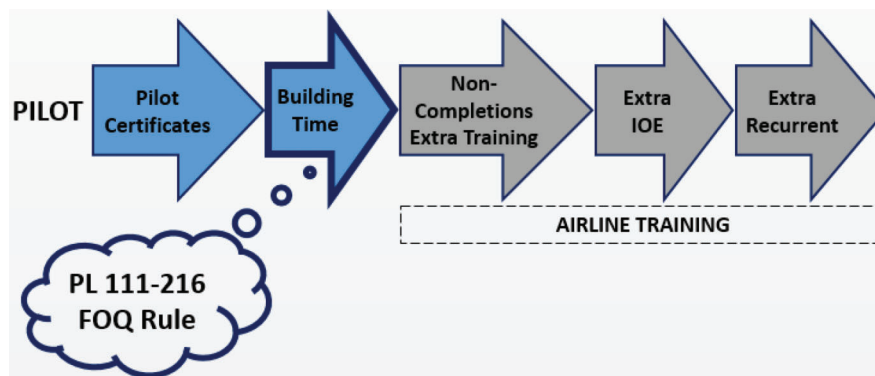 PILOT
Pilot
Certificates
Building
Time
Non-
Completions
Extra Training
Extra
IOE
Extra
Recurrent
AIRLINE TRAINING
PL 111-216
FOQ Rule